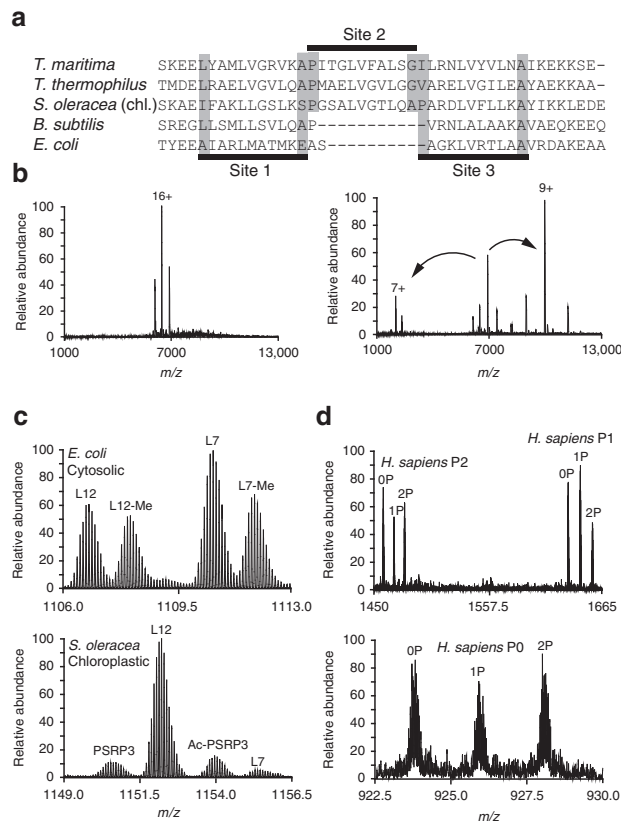 a
Site 2
T. maritima SKEELYAMLVGRVKAPITGLVFALSGILRNLVYVLNAIKEKKSE–
T. thermophilus TMDELRAELVGVLQAPMSAELVGVLGGVARELVGILEAYAEKKAA–
S. oleracea (chl.) SKAEIFAKLLGSLKSPGSALVGTLQAPARDLVFLLKAYIKKLEDE
B. subtilis SREGLLSMLLSVLQAP-----------VRNLALAAKAVAEQKEEQ
E. coli TYEEAIARLMATMKEAS----------AGKLVRTLAAVRDAKEAA
Site 1 Site 3
b
Relative abundance
100
80
60
40
20
0
16+
1000 7000 13,000
m/z
Relative abundance
100
80
60
40
20
0
7+
9+
1000 7000 13,000
m/z
c
Relative abundance
100
80
60
40
20
0
E. coli
Cytosolic
L12
L12-Me
L7
L7-Me
1106.0 1109.5 1113.0
Relative abundance
100
80
60
40
20
0
S. oleracea
Chloroplastic
L12
PSRP3
Ac-PSRP3
L7
1149.0 1151.5 1154.0 1156.5
m/z
d
Relative abundance
100
80
60
40
20
0
H. sapiens P1
H. sapiens P2
0P
1P
2P
0P
1P
2P
1450 1557.5 1665
Relative abundance
100
80
60
40
20
0
H. sapiens P0
0P
1P
2P
922.5 925.0 927.5 930.0
m/z